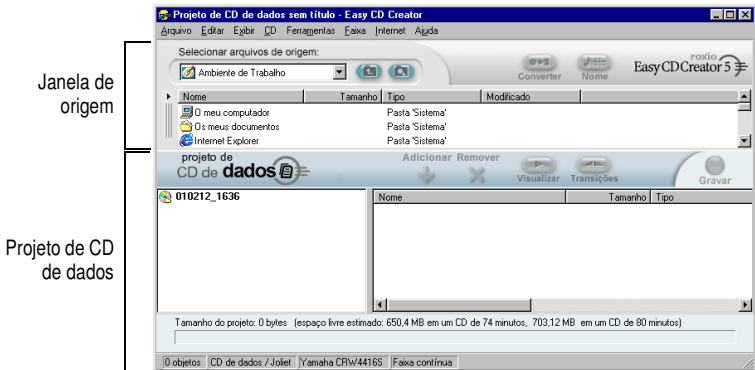 Projeto de CD de dados sem título - Easy CD Creator
Arquivo Editar Exibir CD Ferramentas Faixa Internet Ajuda
Selecionar arquivos de origem:
Ambiente de Trabalho
Converter Nome
roxio
Easy CD Creator 5
Janela de origem
Nome Tamanho Tipo Modificado
O meu computador Pasta 'Sistema'
Os meus documentos Pasta 'Sistema'
Internet Explorer Pasta 'Sistema'
projeto de
CD de dados
Adicionar Remover
Visualizar Transições
Gravar
Projeto de CD de dados
010212_1636
Nome Tamanho Tipo
Tamanho do projeto: 0 bytes (espaço livre estimado: 650,4 MB em um CD de 74 minutos, 703,12 MB em um CD de 80 minutos)
0 objetos CD de dados / Joliet Yamaha CRW4416S Faixa contínua